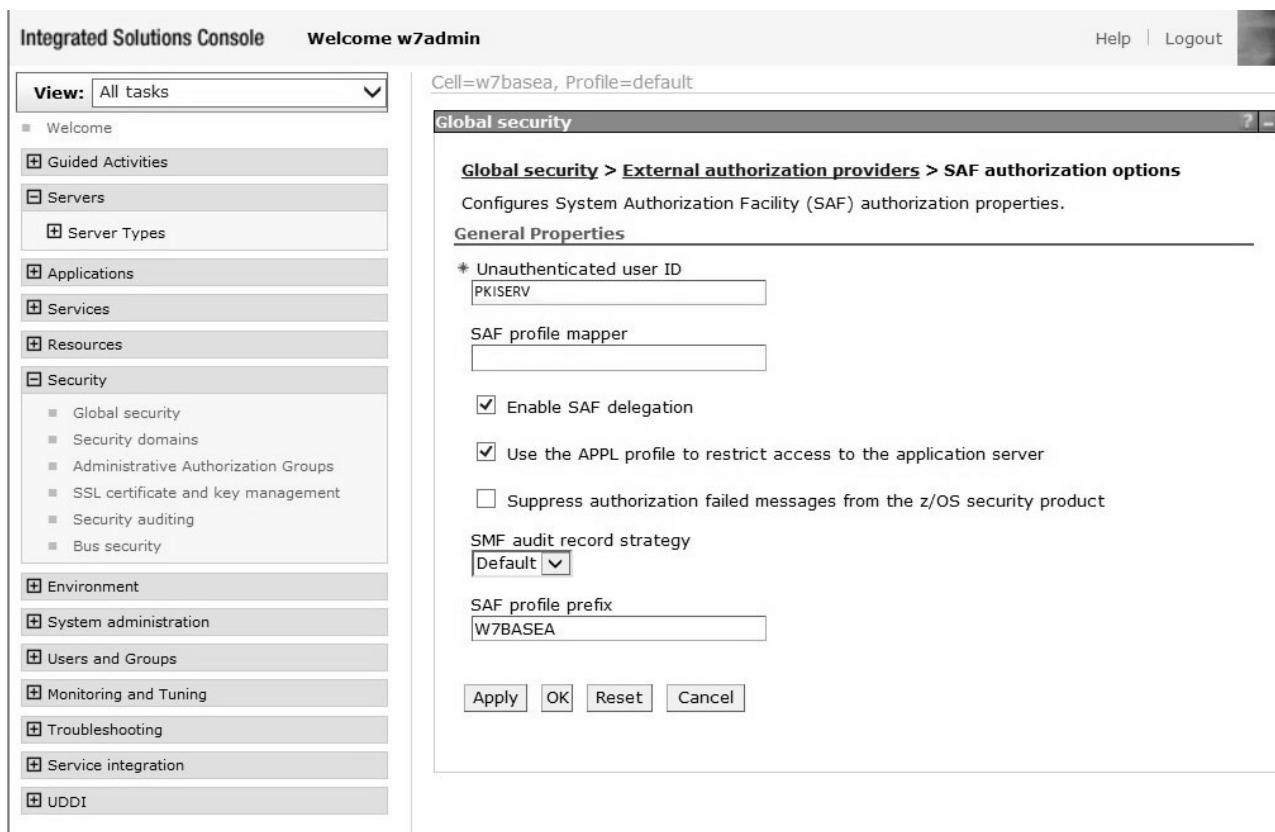 Integrated Solutions Console Welcome w7admin Help | Logout
View: All tasks
Welcome
Guided Activities
Servers
Server Types
Applications
Services
Resources
Security
Global security
Security domains
Administrative Authorization Groups
SSL certificate and key management
Security auditing
Bus security
Environment
System administration
Users and Groups
Monitoring and Tuning
Troubleshooting
Service integration
UDDI
Cell=w7basea, Profile=default
Global security ? –
Global security > External authorization providers > SAF authorization options
Configures System Authorization Facility (SAF) authorization properties.
General Properties
* Unauthenticated user ID
PKISERV
SAF profile mapper
Enable SAF delegation
Use the APPL profile to restrict access to the application server
Suppress authorization failed messages from the z/OS security product
SMF audit record strategy
Default
SAF profile prefix
W7BASEA
Apply OK Reset Cancel